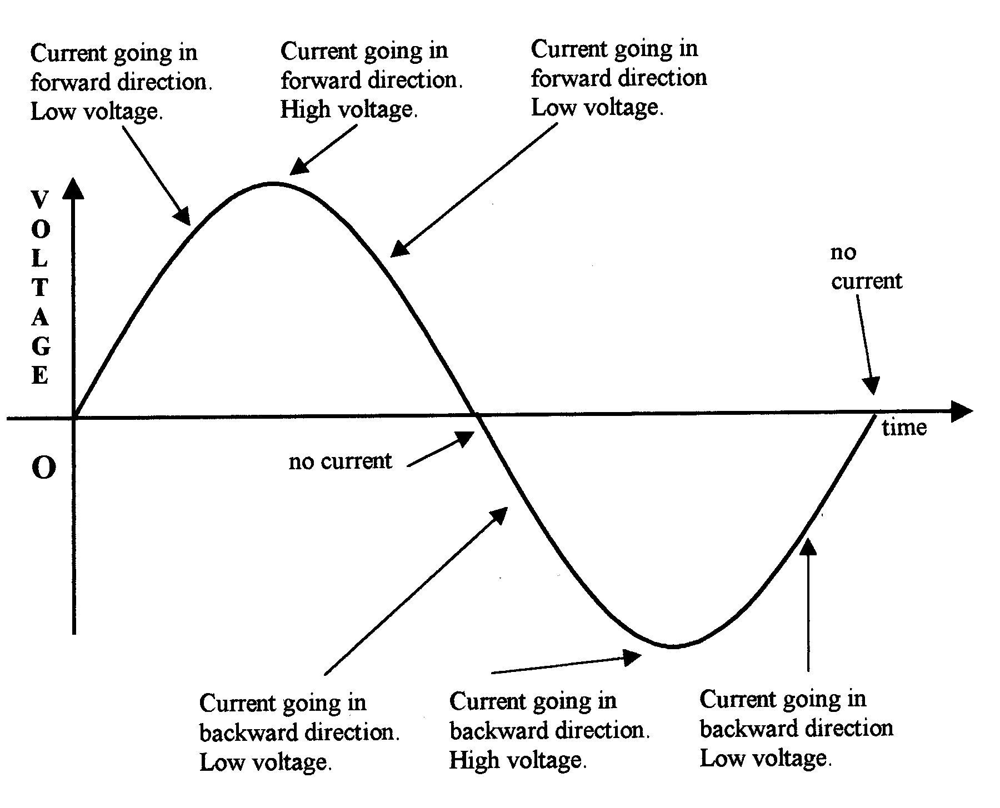 Current going in
forward direction.
Low voltage.
Current going in
forward direction.
High voltage.
Current going in
forward direction
Low voltage.
VOLTAGE
no
current
time
no current
O
Current going in
backward direction.
Low voltage.
Current going in
backward direction.
High voltage.
Current going in
backward direction
Low voltage.